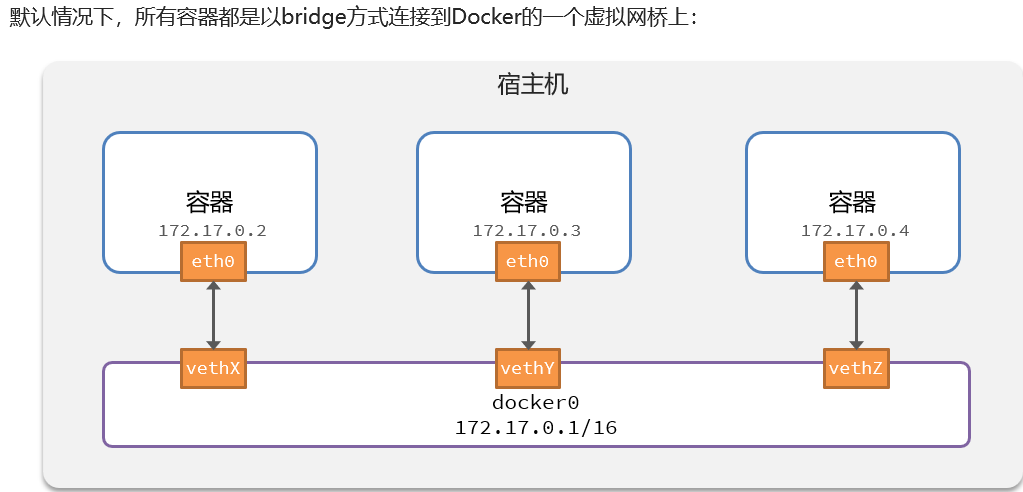 默认情况下，所有容器都是以bridge方式连接到Docker的一个虚拟网桥上：
宿主机
容器
172.17.0.2
eth0
容器
172.17.0.3
eth0
容器
172.17.0.4
eth0
vethX
vethY
vethZ
docker0
172.17.0.1/16